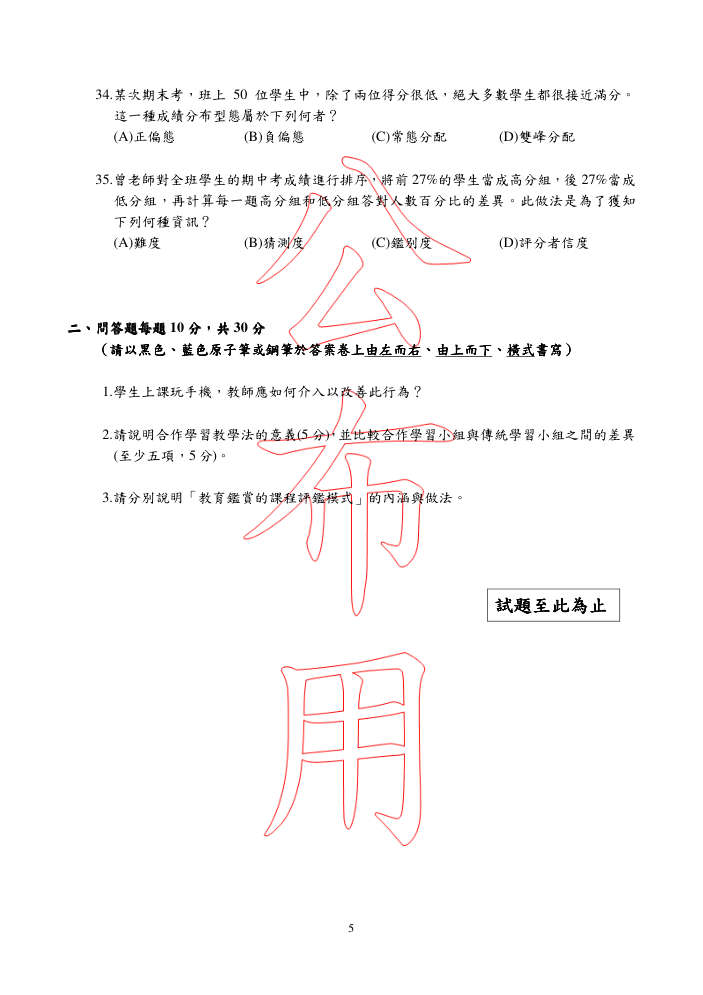 34.某次期末考，班上 50 位學生中，除了兩位得分很低，絕大多數學生都很接近滿分。
這一種成績分布型態屬於下列何者？
(A)正偏態 (B)負偏態 (C)常態分配 (D)雙峰分配
35.曾老師對全班學生的期中考成績進行排序，將前 27%的學生當成高分組，後 27%當成
低分組，再計算每一題高分組和低分組答對人數百分比的差異。此做法是為了獲知
下列何種資訊？
(A)難度 (B)猜測度 (C)鑑別度 (D)評分者信度
二、問答題每題 10 分，共 30 分
（請以黑色、藍色原子筆或鋼筆於答案卷上由左而右、由上而下、橫式書寫）
1.學生上課玩手機，教師應如何介入以改善此行為？
2.請說明合作學習教學法的意義(5 分)，並比較合作學習小組與傳統學習小組之間的差異
(至少五項，5 分)。
3.請分別說明「教育鑑賞的課程評鑑模式」的內涵與做法。
試題至此為止
公
布
用
5